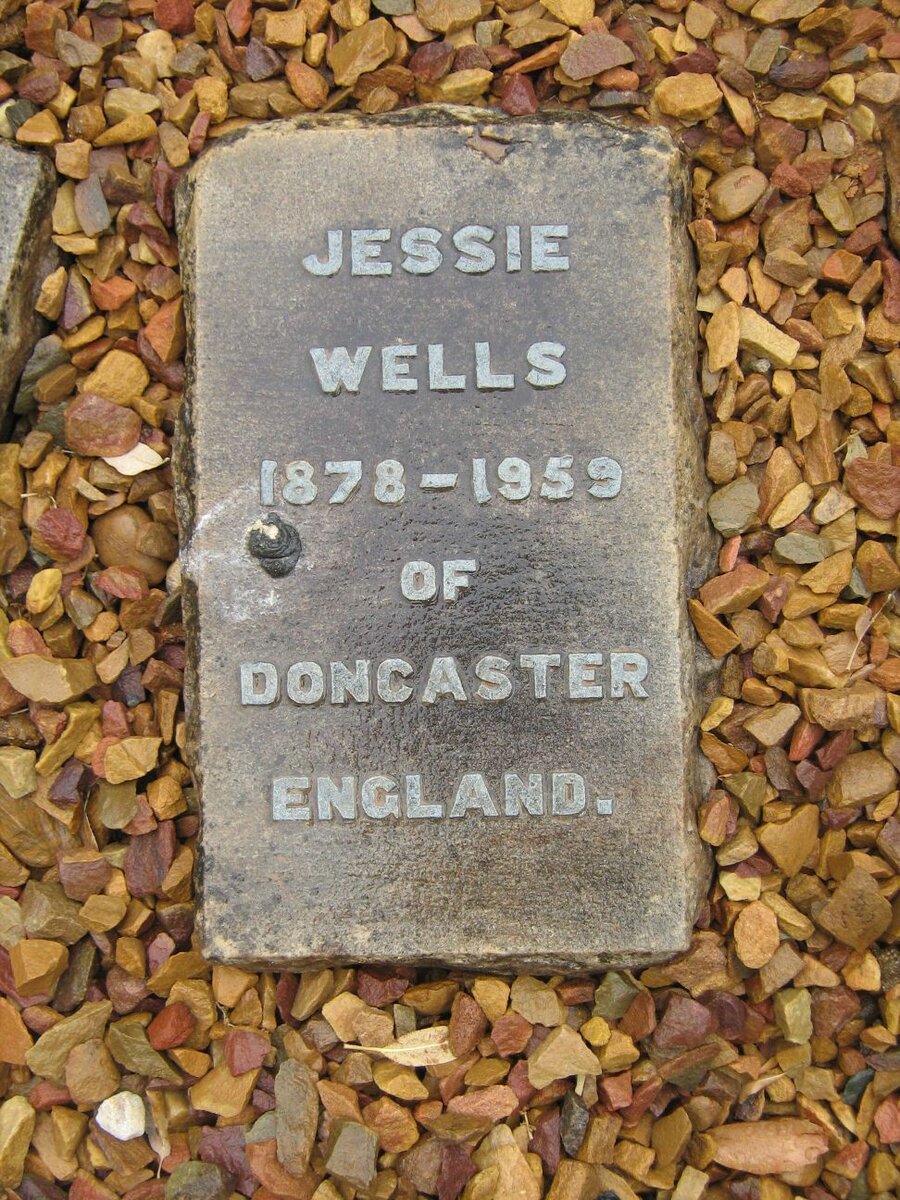 JESSIE
WELLS
1878-1959
OF
DONCASTER
ENGLAND.